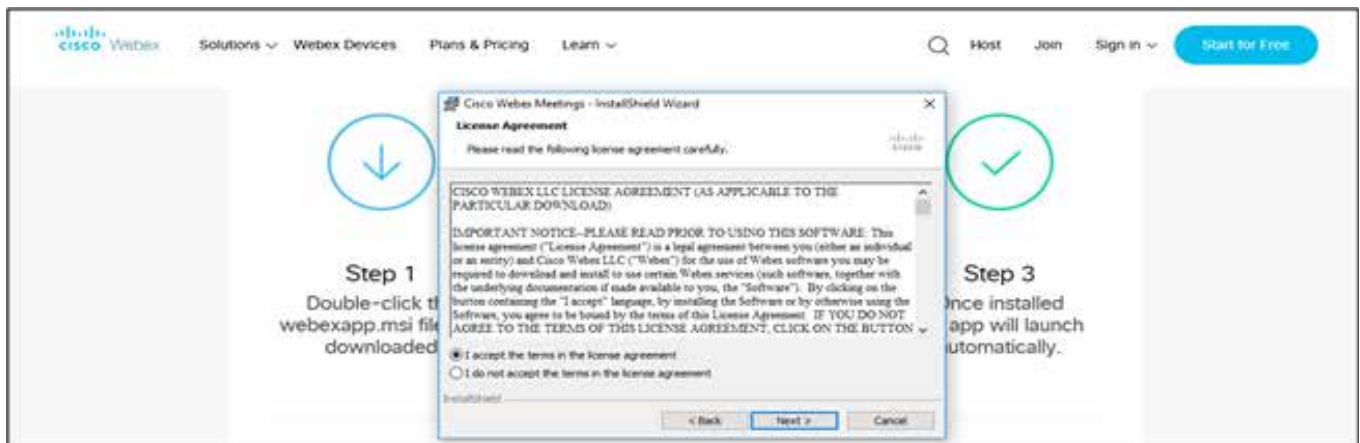 CISCO Webex
Solutions
Webex Devices
Plans & Pricing
Learn
Host
Join
Sign in
Start for Free
Cisco Webex Meetings - InstallShield Wizard
License Agreement
Please read the following license agreement carefully.
CISCO WEBEX LLC LICENSE AGREEMENT (AS APPLICABLE TO THE
PARTICULAR DOWNLOAD)
IMPORTANT NOTICE--PLEASE READ PRIOR TO USING THIS SOFTWARE: This
license agreement ("License Agreement") is a legal agreement between you (either an individual
or an entity) and Cisco Webex LLC ("Webex") for the use of Webex software you may be
required to download and install to use certain Webex services (such software, together with
the underlying documentation if made available to you, the "Software"). By clicking on the
button containing the "I accept" language, by installing the Software or by otherwise using the
Software, you agree to be bound by the terms of this License Agreement. IF YOU DO NOT
AGREE TO THE TERMS OF THIS LICENSE AGREEMENT, CLICK ON THE BUTTON
I accept the terms in the license agreement
I do not accept the terms in the license agreement
InstallShield
< Back
Next >
Cancel
Step 1
Double-click th
webexapp.msi file
downloaded
Step 3
Once installed
app will launch
utomatically.